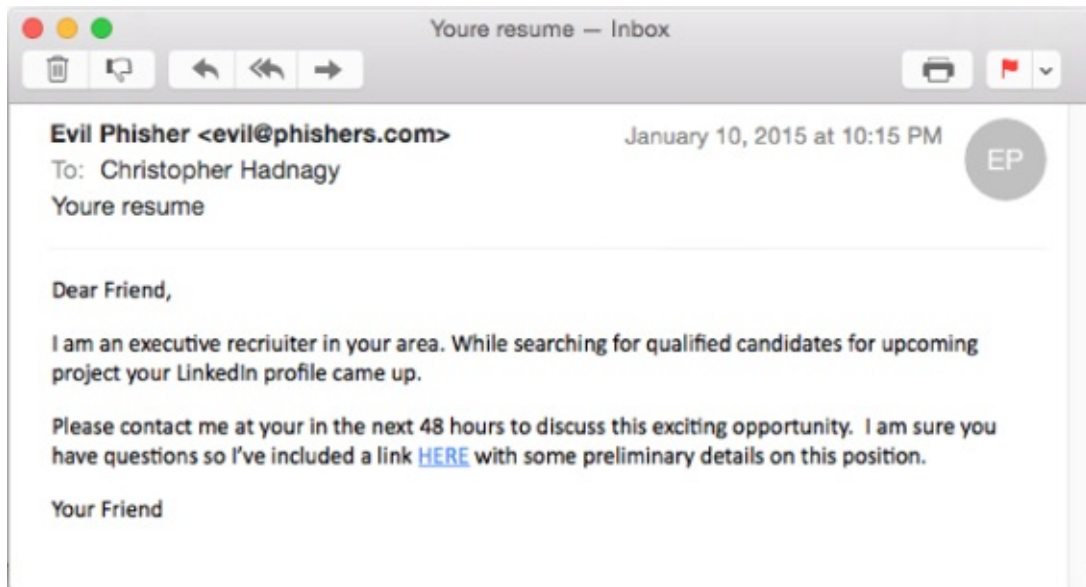 Youre resume — Inbox
Evil Phisher <evil@phishers.com>
January 10, 2015 at 10:15 PM
EP
To: Christopher Hadnagy
Youre resume
Dear Friend,
I am an executive recriuiter in your area. While searching for qualified candidates for upcoming
project your LinkedIn profile came up.
Please contact me at your in the next 48 hours to discuss this exciting opportunity.  I am sure you
have questions so I've included a link HERE with some preliminary details on this position.
Your Friend